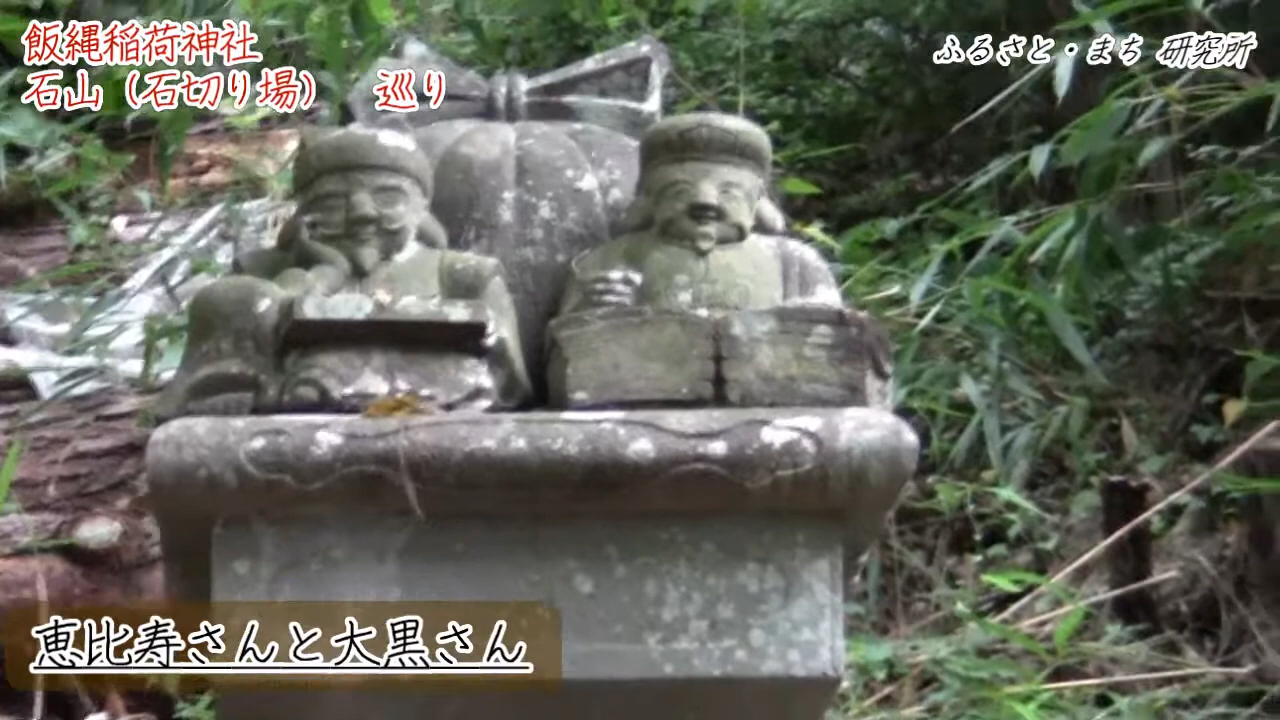 飯縄稲荷神社
石山（石切り場）　巡り
ふるさと・まち 研究所
恵比寿さんと大黒さん